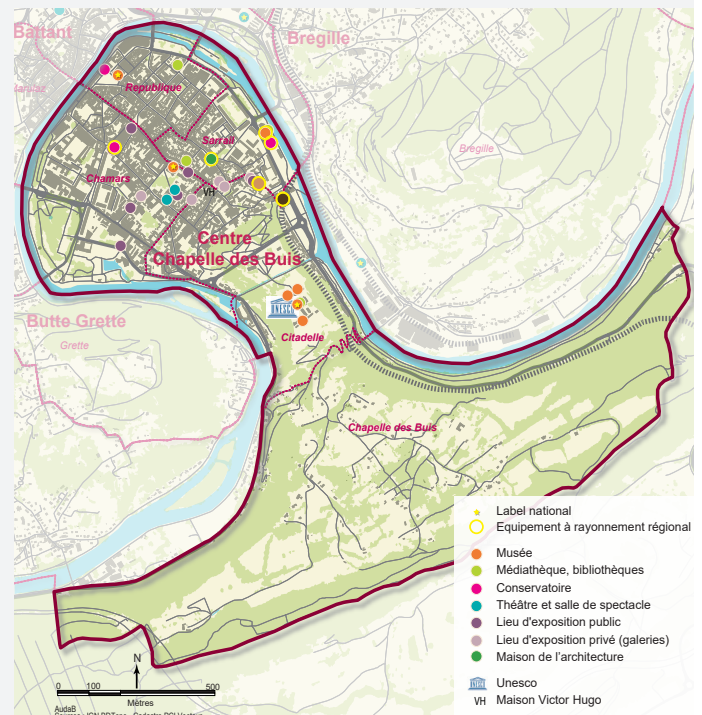 Battant
Bregille
Republique
Sarrail
Bregille
Chamars
VH
Centre
Chapelle des Buis
UNESCO
Butte Grette
Citadelle
Grette
Chapelle des Buis
Label national
Equipement à rayonnement régional
Musée
Médiathèque, bibliothèques
Conservatoire
Théâtre et salle de spectacle
Lieu d'exposition public
Lieu d'exposition privé (galeries)
Maison de l'architecture
UNESCO
Unesco
VH Maison Victor Hugo
N
0 100 500
Mètres
AudaB